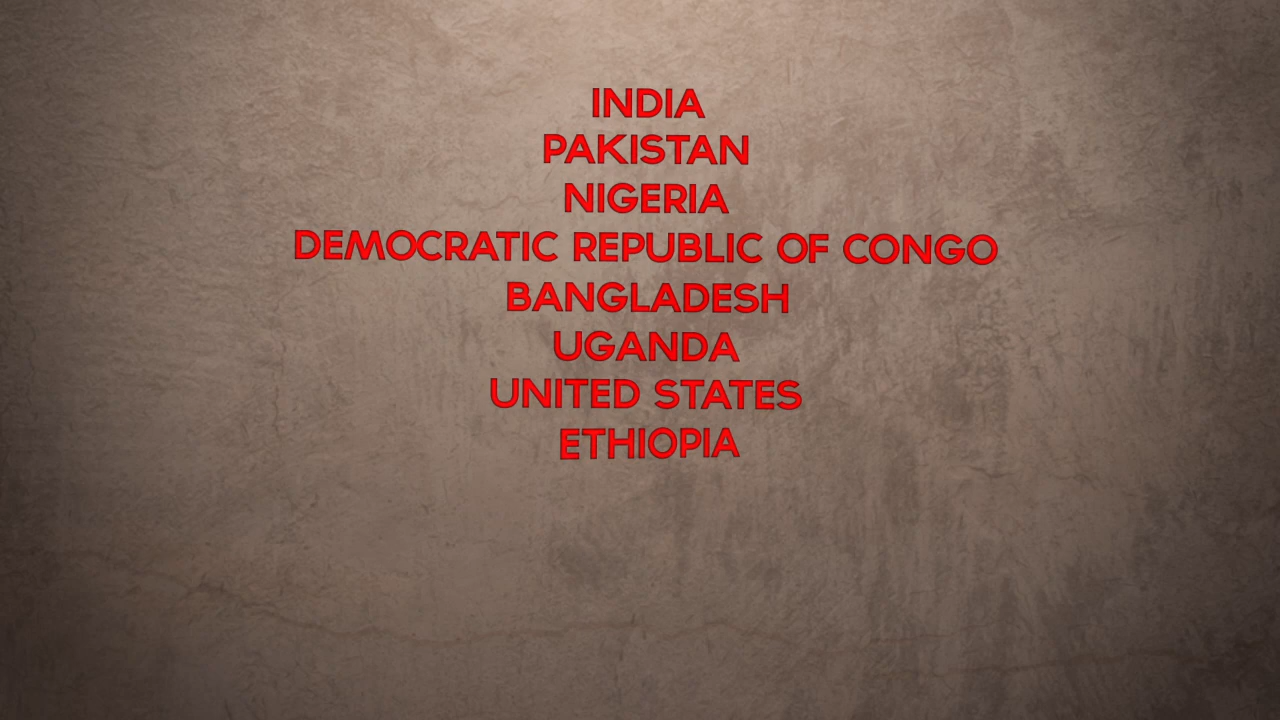 INDIA
PAKISTAN
NIGERIA
DEMOCRATIC REPUBLIC OF CONGO
BANGLADESH
UGANDA
UNITED STATES
ETHIOPIA